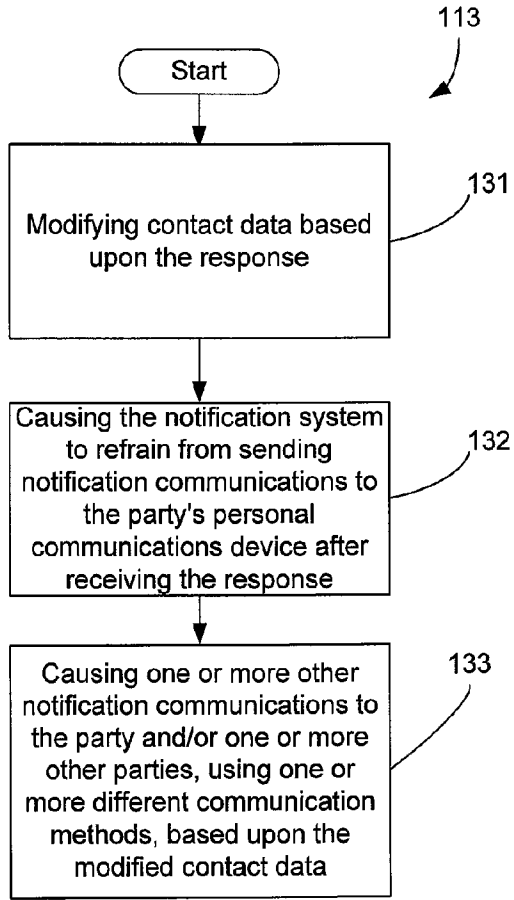 113
Start
131
Modifying contact data based
upon the response
Causing the notification system
to refrain from sending
notification communications to
the party's personal
communications device after
receiving the response
132
Causing one or more other
notification communications to
the party and/or one or more
other parties, using one or
more different communication
methods, based upon the
modified contact data
133